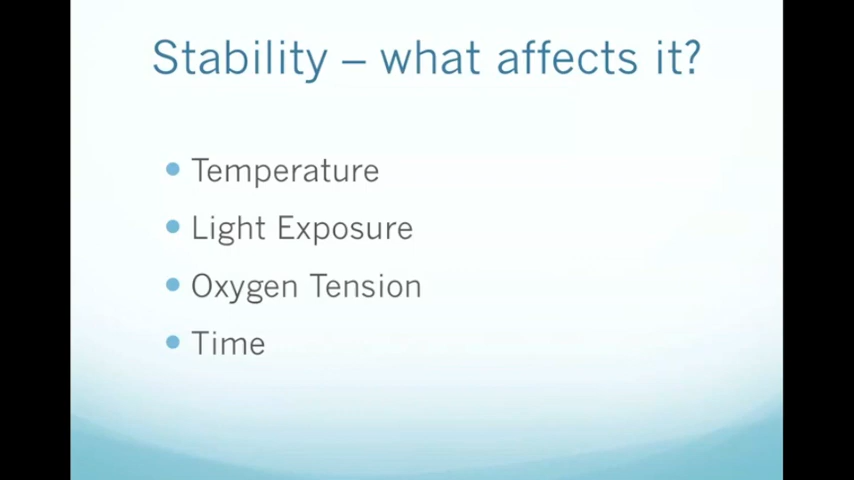 Stability – what affects it?
Temperature
Light Exposure
Oxygen Tension
Time